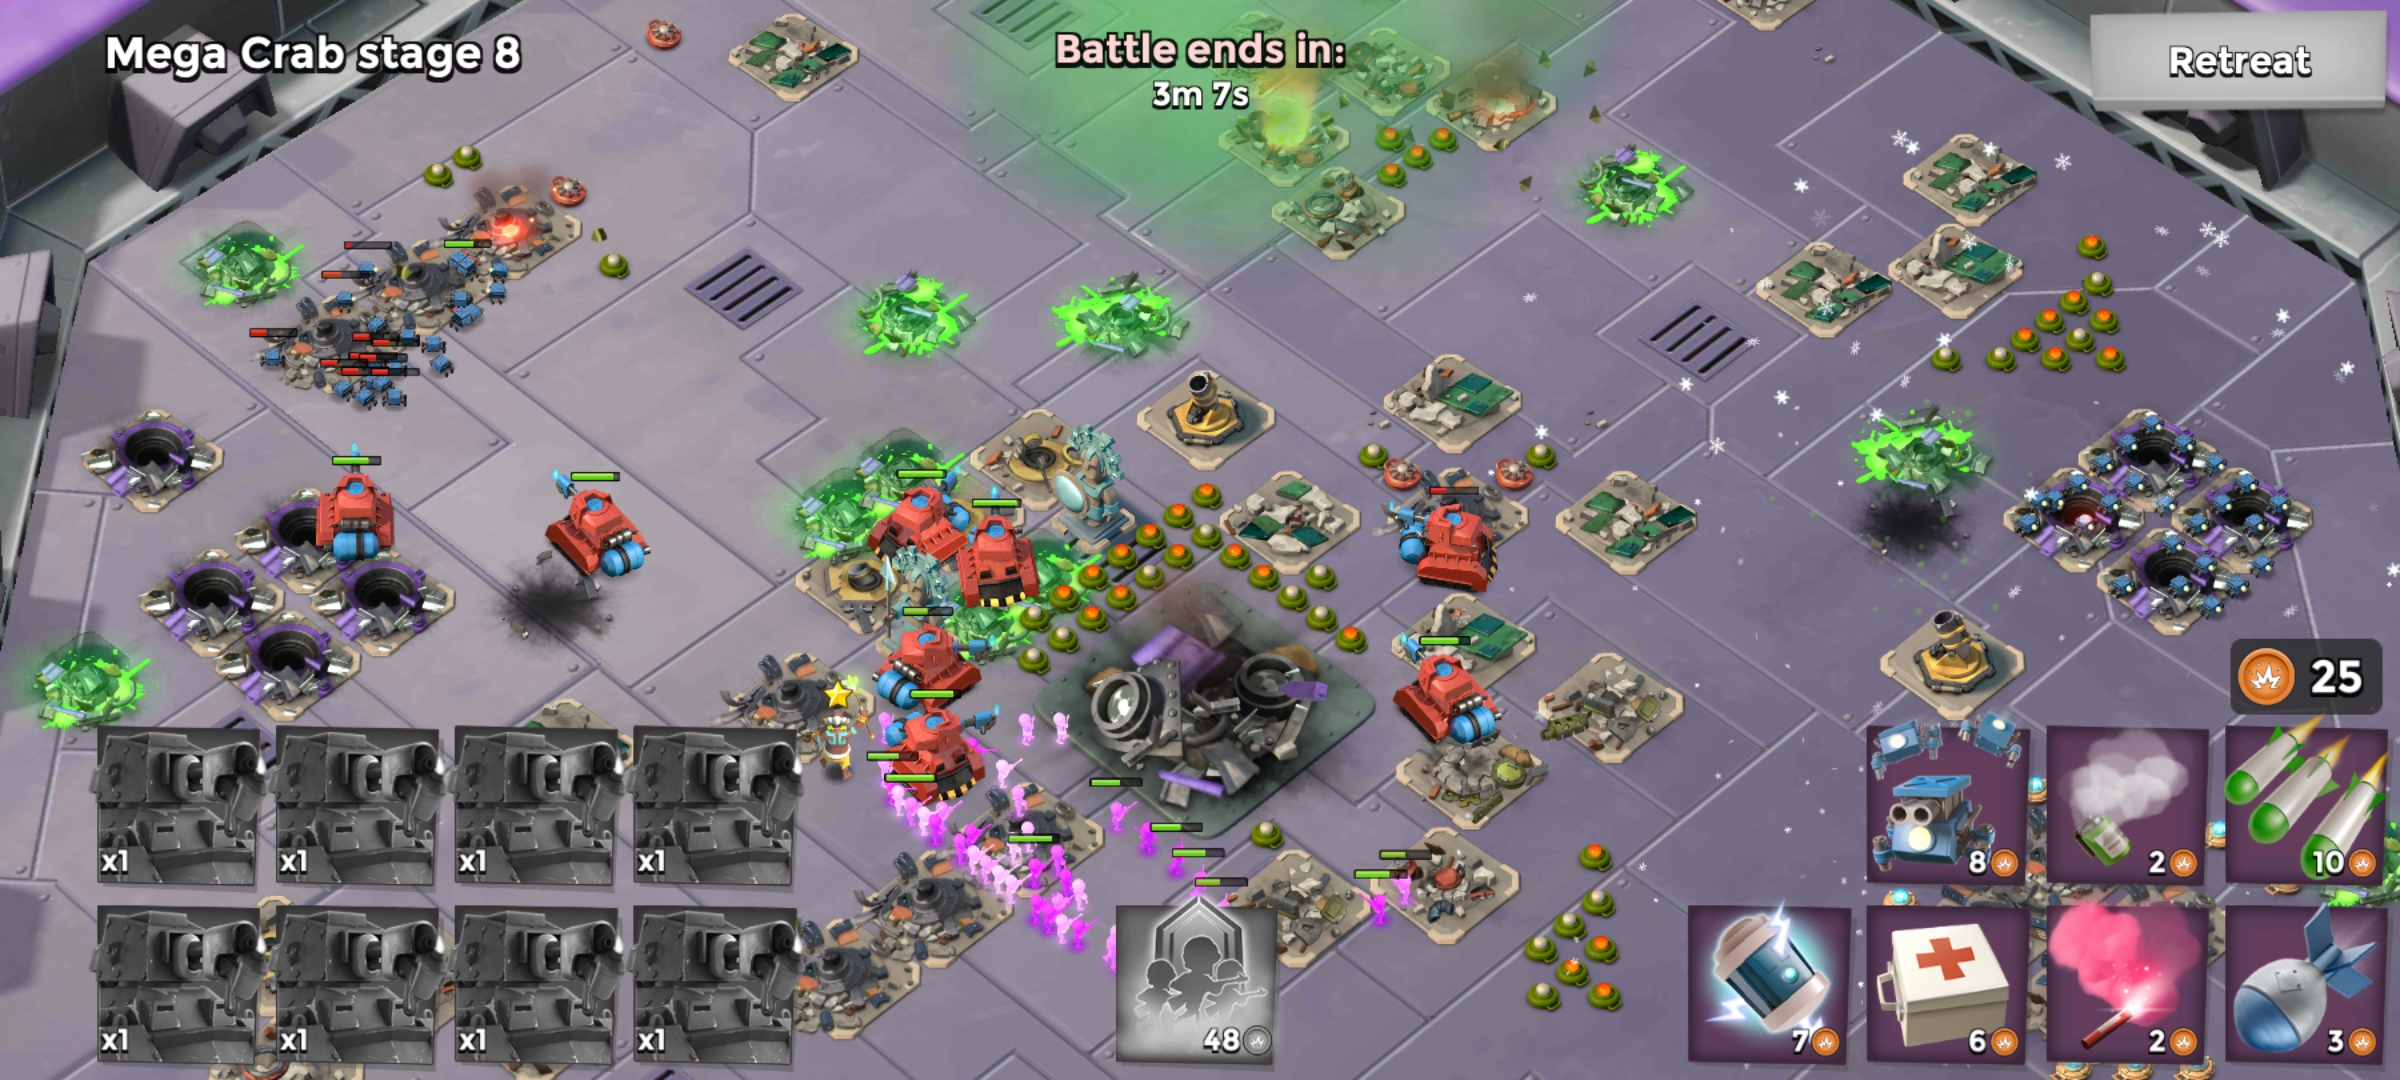 Mega Crab stage 8
Battle ends in:
3m 7s
Retreat
25
x1
x1
x1
x1
8
2
10
x1
x1
x1
x1
48
7
6
2
3